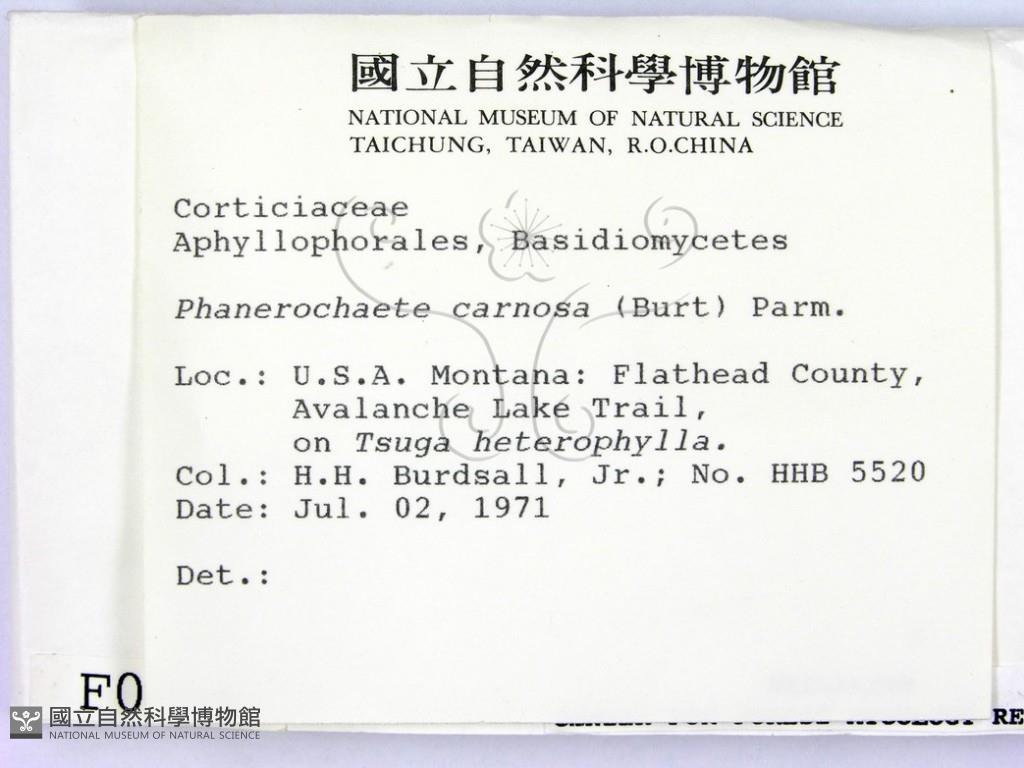 國立自然科學博物館
NATIONAL MUSEUM OF NATURAL SCIENCE
TAICHUNG, TAIWAN, R.O.CHINA
Corticiaceae
Aphyllophorales, Basidiomycetes
Phanerochaete carnosa (Burt) Parm.
Loc.: U.S.A. Montana: Flathead County,
Avalanche Lake Trail,
on Tsuga heterophylla.
Col.: H.H. Burdsall, Jr.; No. HHB 5520
Date: Jul. 02, 1971
Det.:
F0
國立自然科學博物館
NATIONAL MUSEUM OF NATURAL SCIENCE